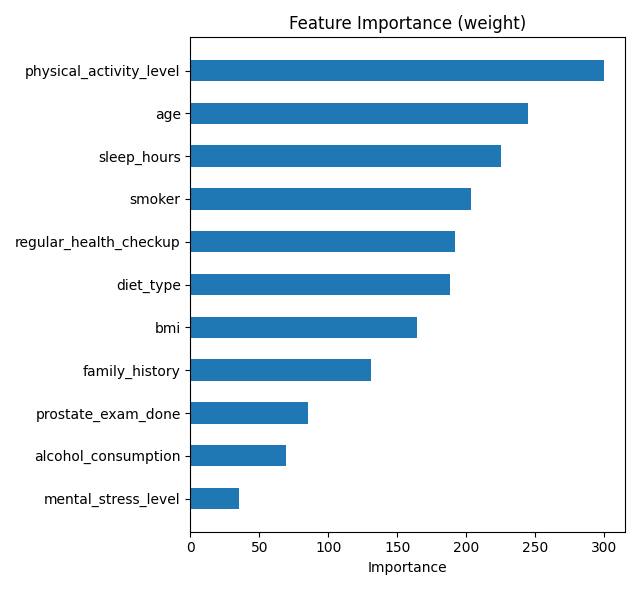 Feature Importance (weight)
physical_activity_level
age
sleep_hours
smoker
regular_health_checkup
diet_type
bmi
family_history
prostate_exam_done
alcohol_consumption
mental_stress_level
0 50 100 150 200 250 300
Importance